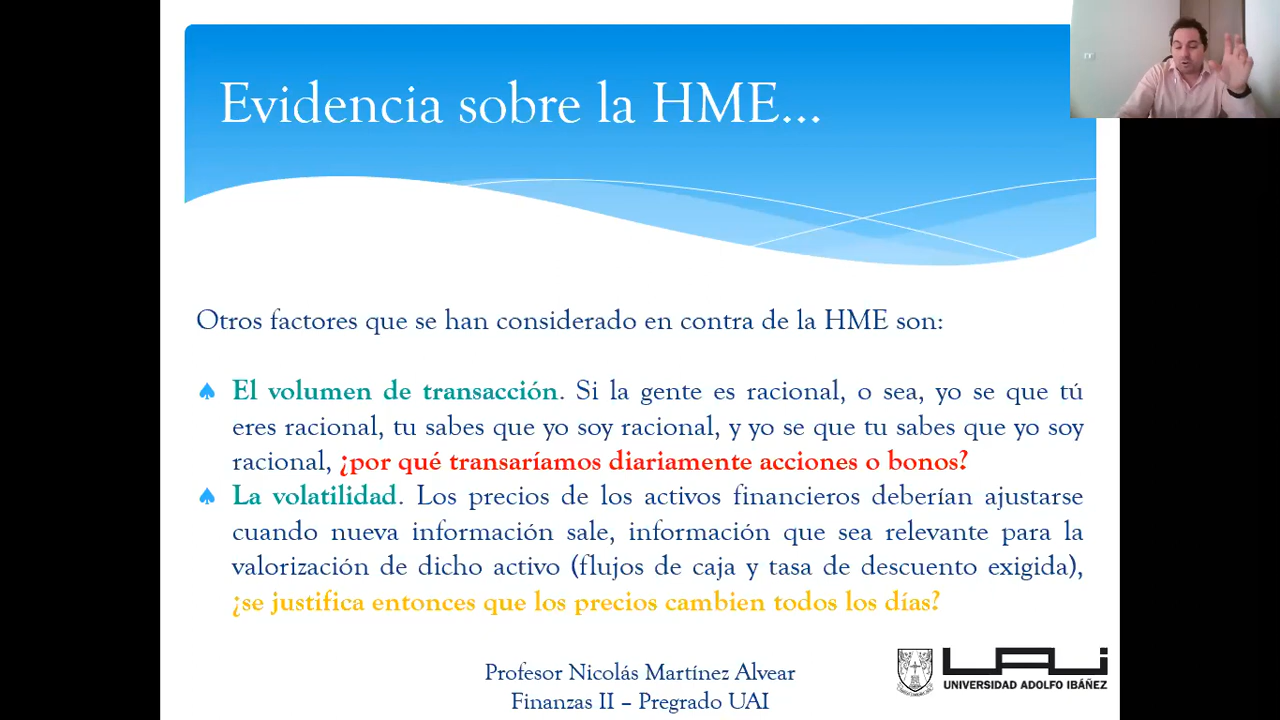 Evidencia sobre la HME...
Otros factores que se han considerado en contra de la HME son:
El volumen de transacción. Si la gente es racional, o sea, yo se que tú
eres racional, tu sabes que yo soy racional, y yo se que tu sabes que yo soy
racional, ¿por qué transaríamos diariamente acciones o bonos?
La volatilidad. Los precios de los activos financieros deberían ajustarse
cuando nueva información sale, información que sea relevante para la
valorización de dicho activo (flujos de caja y tasa de descuento exigida),
¿se justifica entonces que los precios cambien todos los días?
Profesor Nicolás Martínez Alvear
Finanzas II – Pregrado UAI
UAI
UNIVERSIDAD ADOLFO IBÁÑEZ